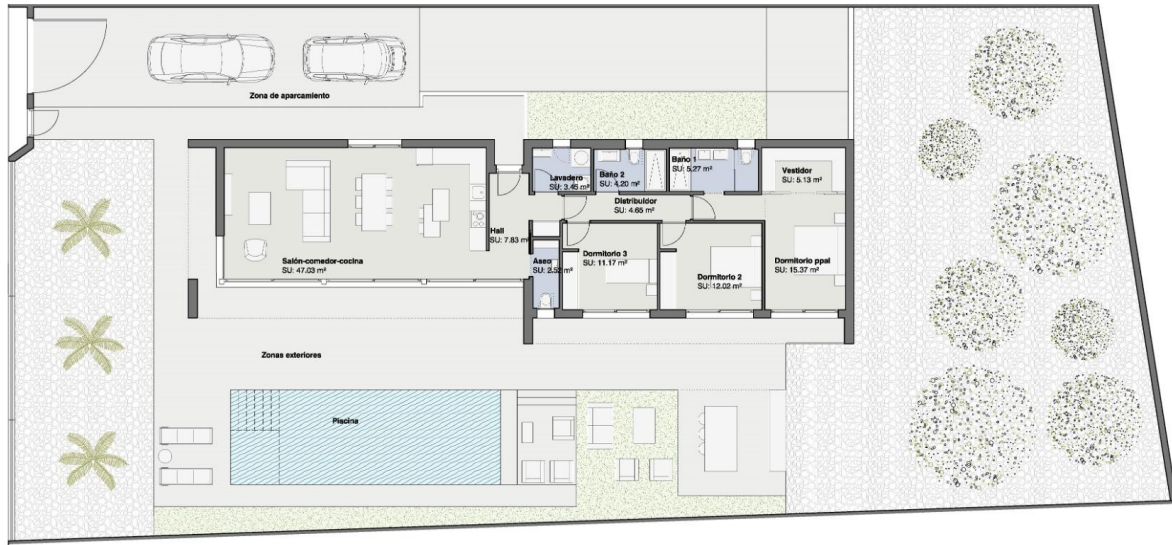 Zona de aparcamiento
Lavadero
SU: 3.45 m²
Baño 2
SU: 4.20 m²
Baño 1
SU: 5.27 m²
Vestidor
SU: 5.13 m²
Distribuidor
SU: 4.65 m²
Hall
SU: 7.83 m²
Salón-comedor-cocina
SU: 47.03 m²
Aseo
SU: 2.52 m²
Dormitorio 3
SU: 11.17 m²
Dormitorio 2
SU: 12.02 m²
Dormitorio ppal
SU: 15.37 m²
Zonas exteriores
Piscina